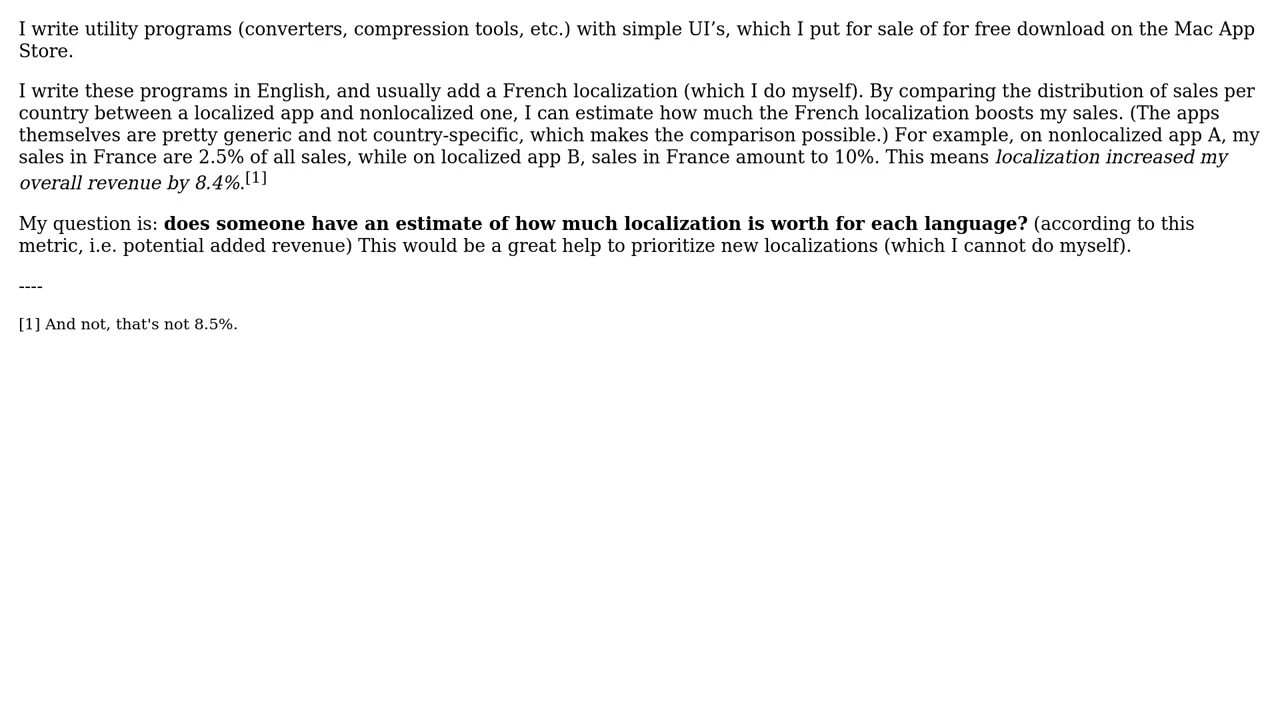 I write utility programs (converters, compression tools, etc.) with simple UI’s, which I put for sale of for free download on the Mac App
Store.
I write these programs in English, and usually add a French localization (which I do myself). By comparing the distribution of sales per
country between a localized app and nonlocalized one, I can estimate how much the French localization boosts my sales. (The apps
themselves are pretty generic and not country-specific, which makes the comparison possible.) For example, on nonlocalized app A, my
sales in France are 2.5% of all sales, while on localized app B, sales in France amount to 10%. This means localization increased my
overall revenue by 8.4%.[1]
My question is: does someone have an estimate of how much localization is worth for each language? (according to this
metric, i.e. potential added revenue) This would be a great help to prioritize new localizations (which I cannot do myself).
----
[1] And not, that's not 8.5%.